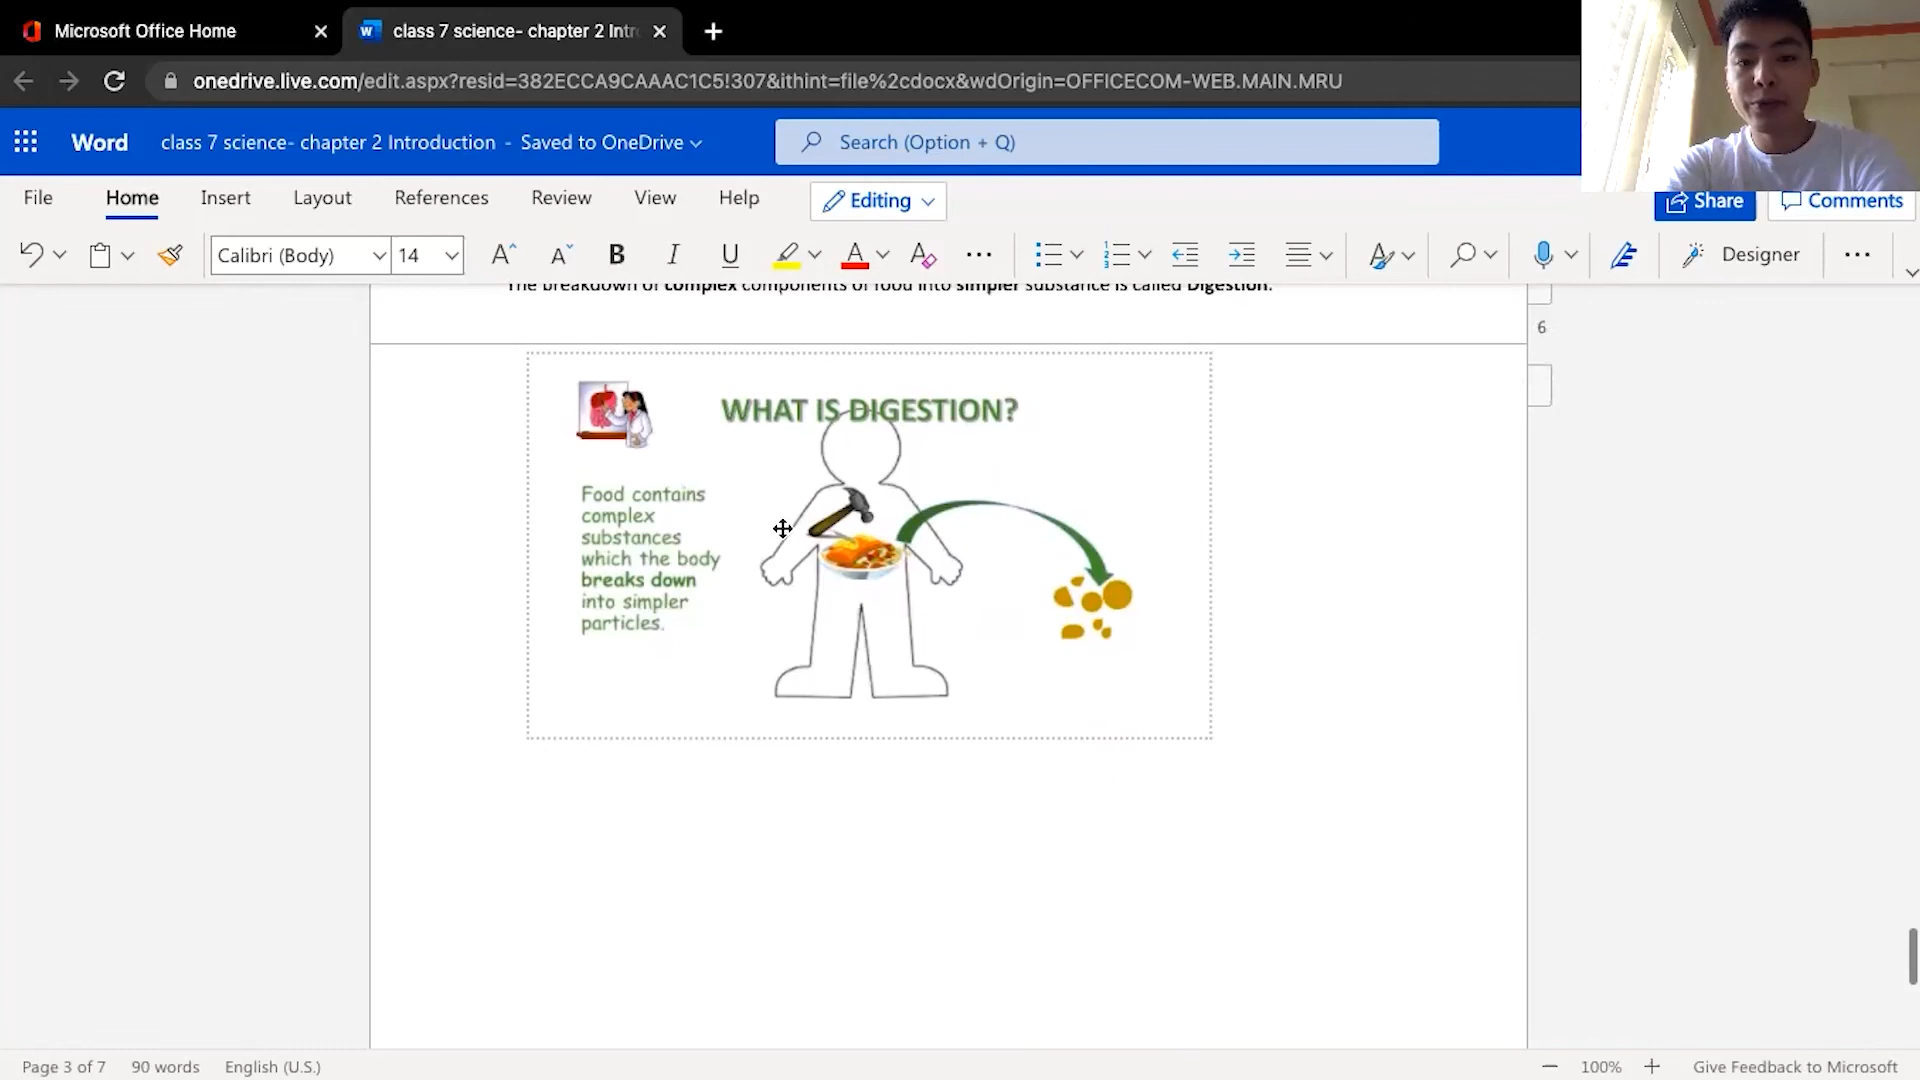 Microsoft Office Home
class 7 science- chapter 2 Intr
onedrive.live.com/edit.aspx?resid=382ECCA9CAAAC1C5!307&ithint=file%2cdocx&wdOrigin=OFFICECOM-WEB.MAIN.MRU
Word class 7 science- chapter 2 Introduction - Saved to OneDrive Search (Option + Q)
File Home Insert Layout References Review View Help Editing Share Comments
Calibri (Body) 14 A A B I U A A Designer
The breakdown of complex components of food into simpler substance is called Digestion.
6
WHAT IS DIGESTION?
Food contains
complex
substances
which the body
breaks down
into simpler
particles.
Page 3 of 7 90 words English (U.S.) 100% Give Feedback to Microsoft